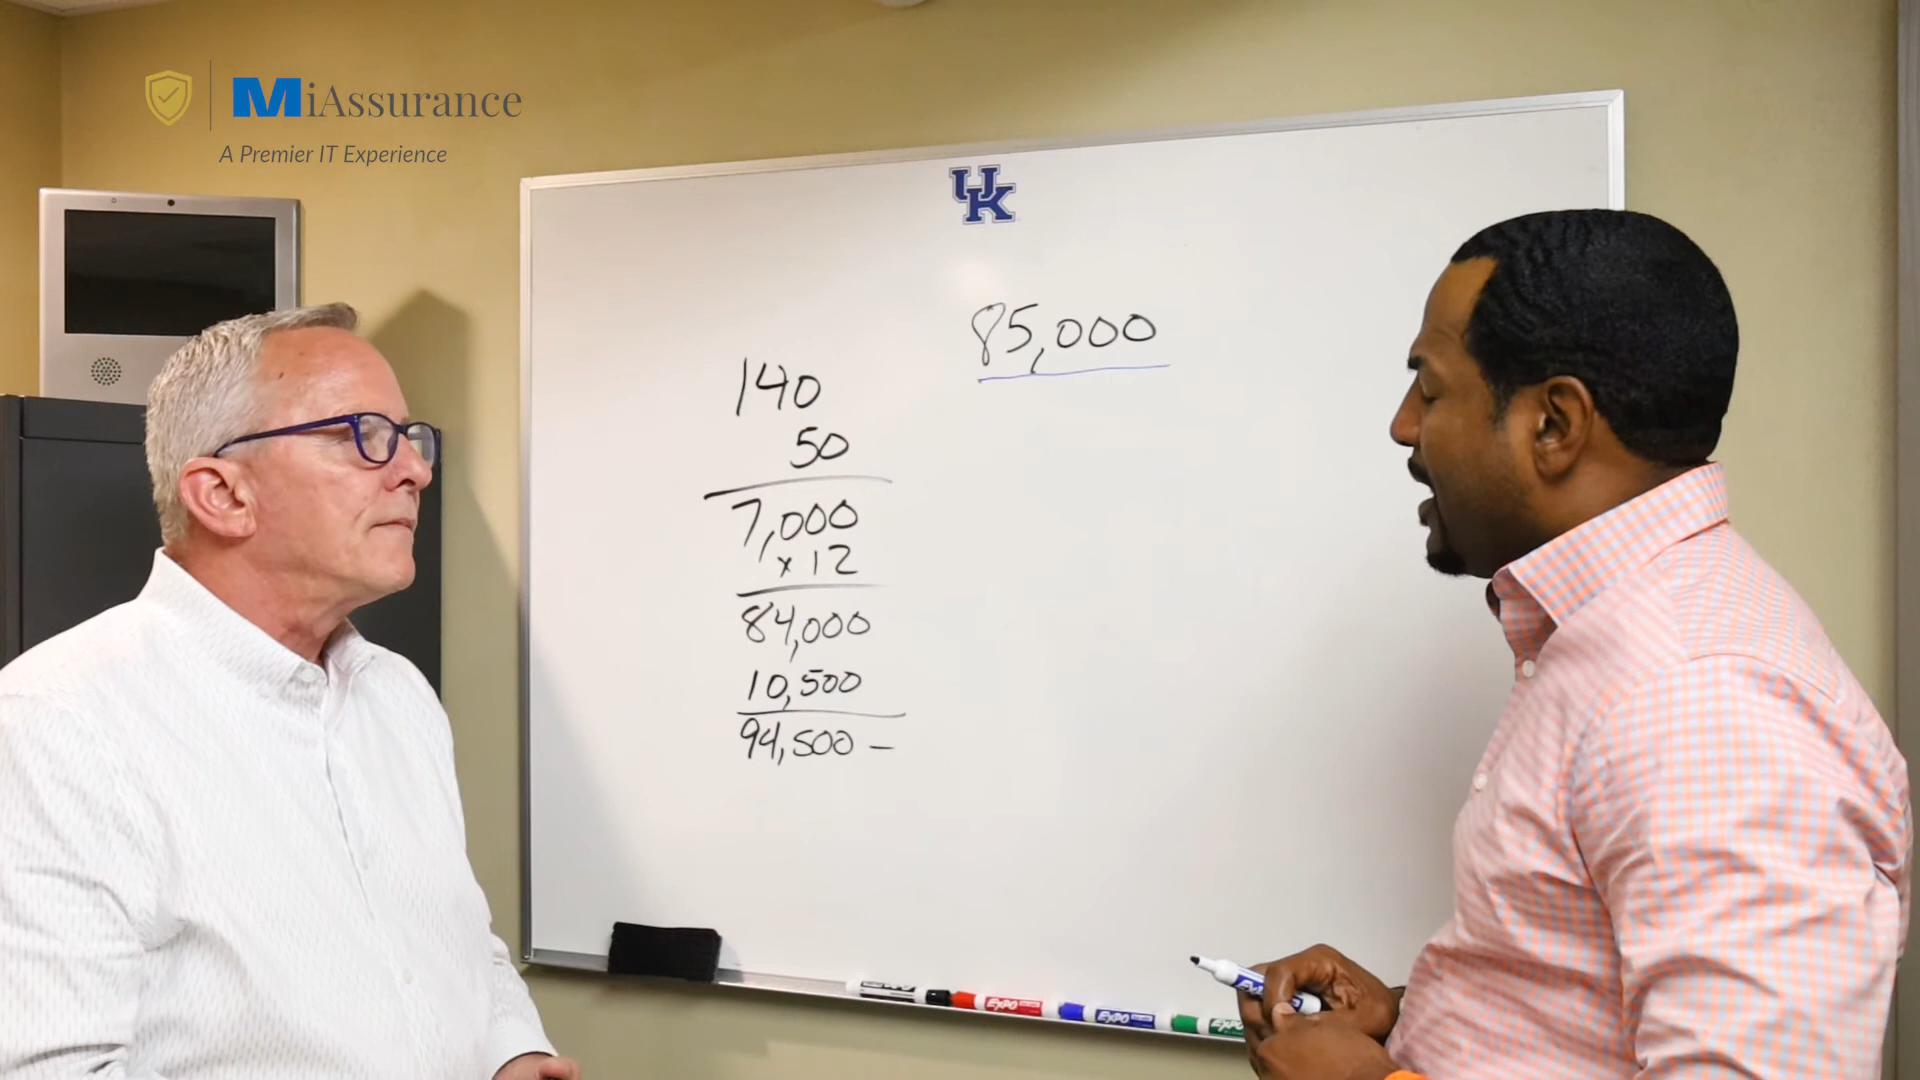 MiAssurance
A Premier IT Experience
UK
85,000
140
50
7,000
x 12
84,000
10,500
94,500 –
EXPO
EXPO
EXPO